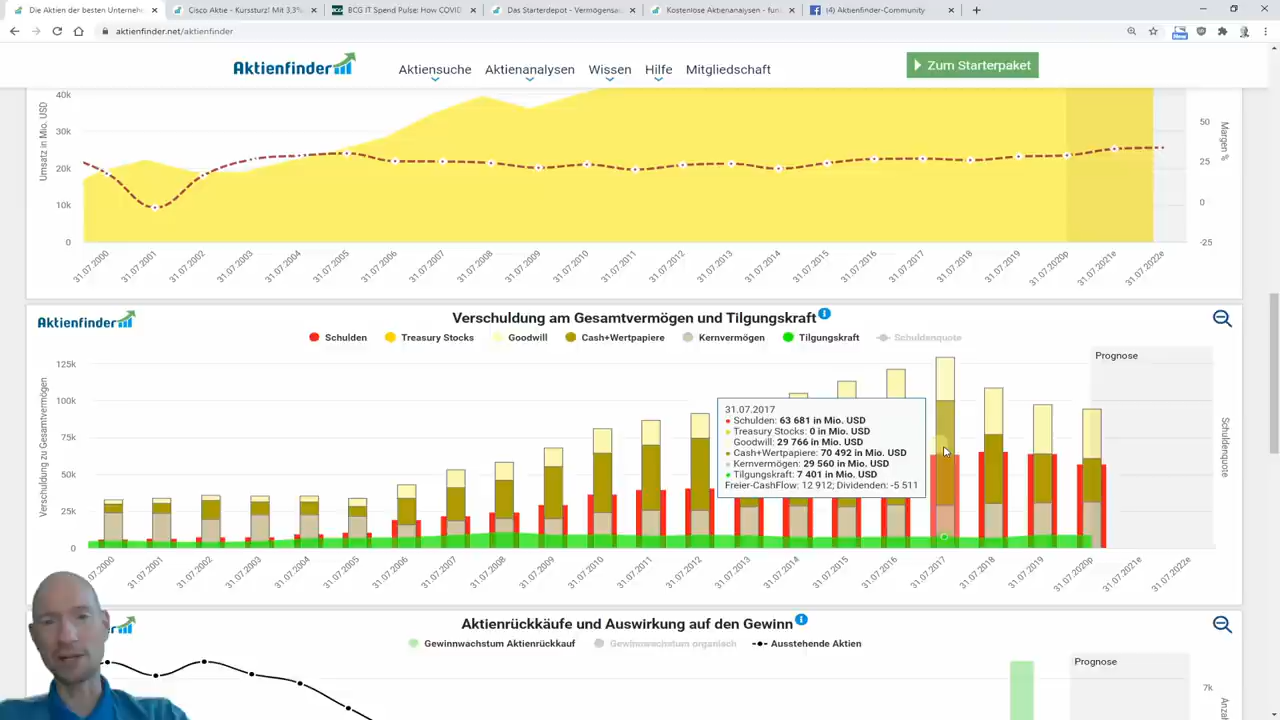 Die Aktien der besten Unterneh
Cisco Aktie - Kurssturz! Mit 3,3%
BCG IT Spend Pulse: How COVID
Das Starterdepot - Vermögensau
Kostenlose Aktienanalysen - fun
(4) Aktienfinder-Community
aktienfinder.net/aktienfinder
New
Aktienfinder
Aktiensuche
Aktienanalysen
Wissen
Hilfe
Mitgliedschaft
Zum Starterpaket
Umsatz in Mio. USD
40k
30k
20k
10k
0
50
25
0
-25
Margen %
31.07.2000
31.07.2001
31.07.2002
31.07.2003
31.07.2004
31.07.2005
31.07.2006
31.07.2007
31.07.2008
31.07.2009
31.07.2010
31.07.2011
31.07.2012
31.07.2013
31.07.2014
31.07.2015
31.07.2016
31.07.2017
31.07.2018
31.07.2019
31.07.2020p
31.07.2021e
31.07.2022e
Aktienfinder
Verschuldung am Gesamtvermögen und Tilgungskraft
Schulden
Treasury Stocks
Goodwill
Cash+Wertpapiere
Kernvermögen
Tilgungskraft
Schuldenquote
Verschuldung zu Gesamtvermögen
125k
100k
75k
50k
25k
0
Prognose
Schuldenquote
31.07.2017
Schulden: 63 681 in Mio. USD
Treasury Stocks: 0 in Mio. USD
Goodwill: 29 766 in Mio. USD
Cash+Wertpapiere: 70 492 in Mio. USD
Kernvermögen: 29 560 in Mio. USD
Tilgungskraft: 7 401 in Mio. USD
Freier-CashFlow: 12 912; Dividenden: -5 511
.07.2000
31.07.2001
31.07.2002
31.07.2003
31.07.2004
31.07.2005
31.07.2006
31.07.2007
31.07.2008
31.07.2009
31.07.2010
31.07.2011
31.07.2012
31.07.2013
31.07.2014
31.07.2015
31.07.2016
31.07.2017
31.07.2018
31.07.2019
31.07.2020p
31.07.2021e
31.07.2022e
Aktienrückkäufe und Auswirkung auf den Gewinn
Gewinnwachstum Aktienrückkauf
Gewinnwachstum organisch
Ausstehende Aktien
Prognose
7k
Anza